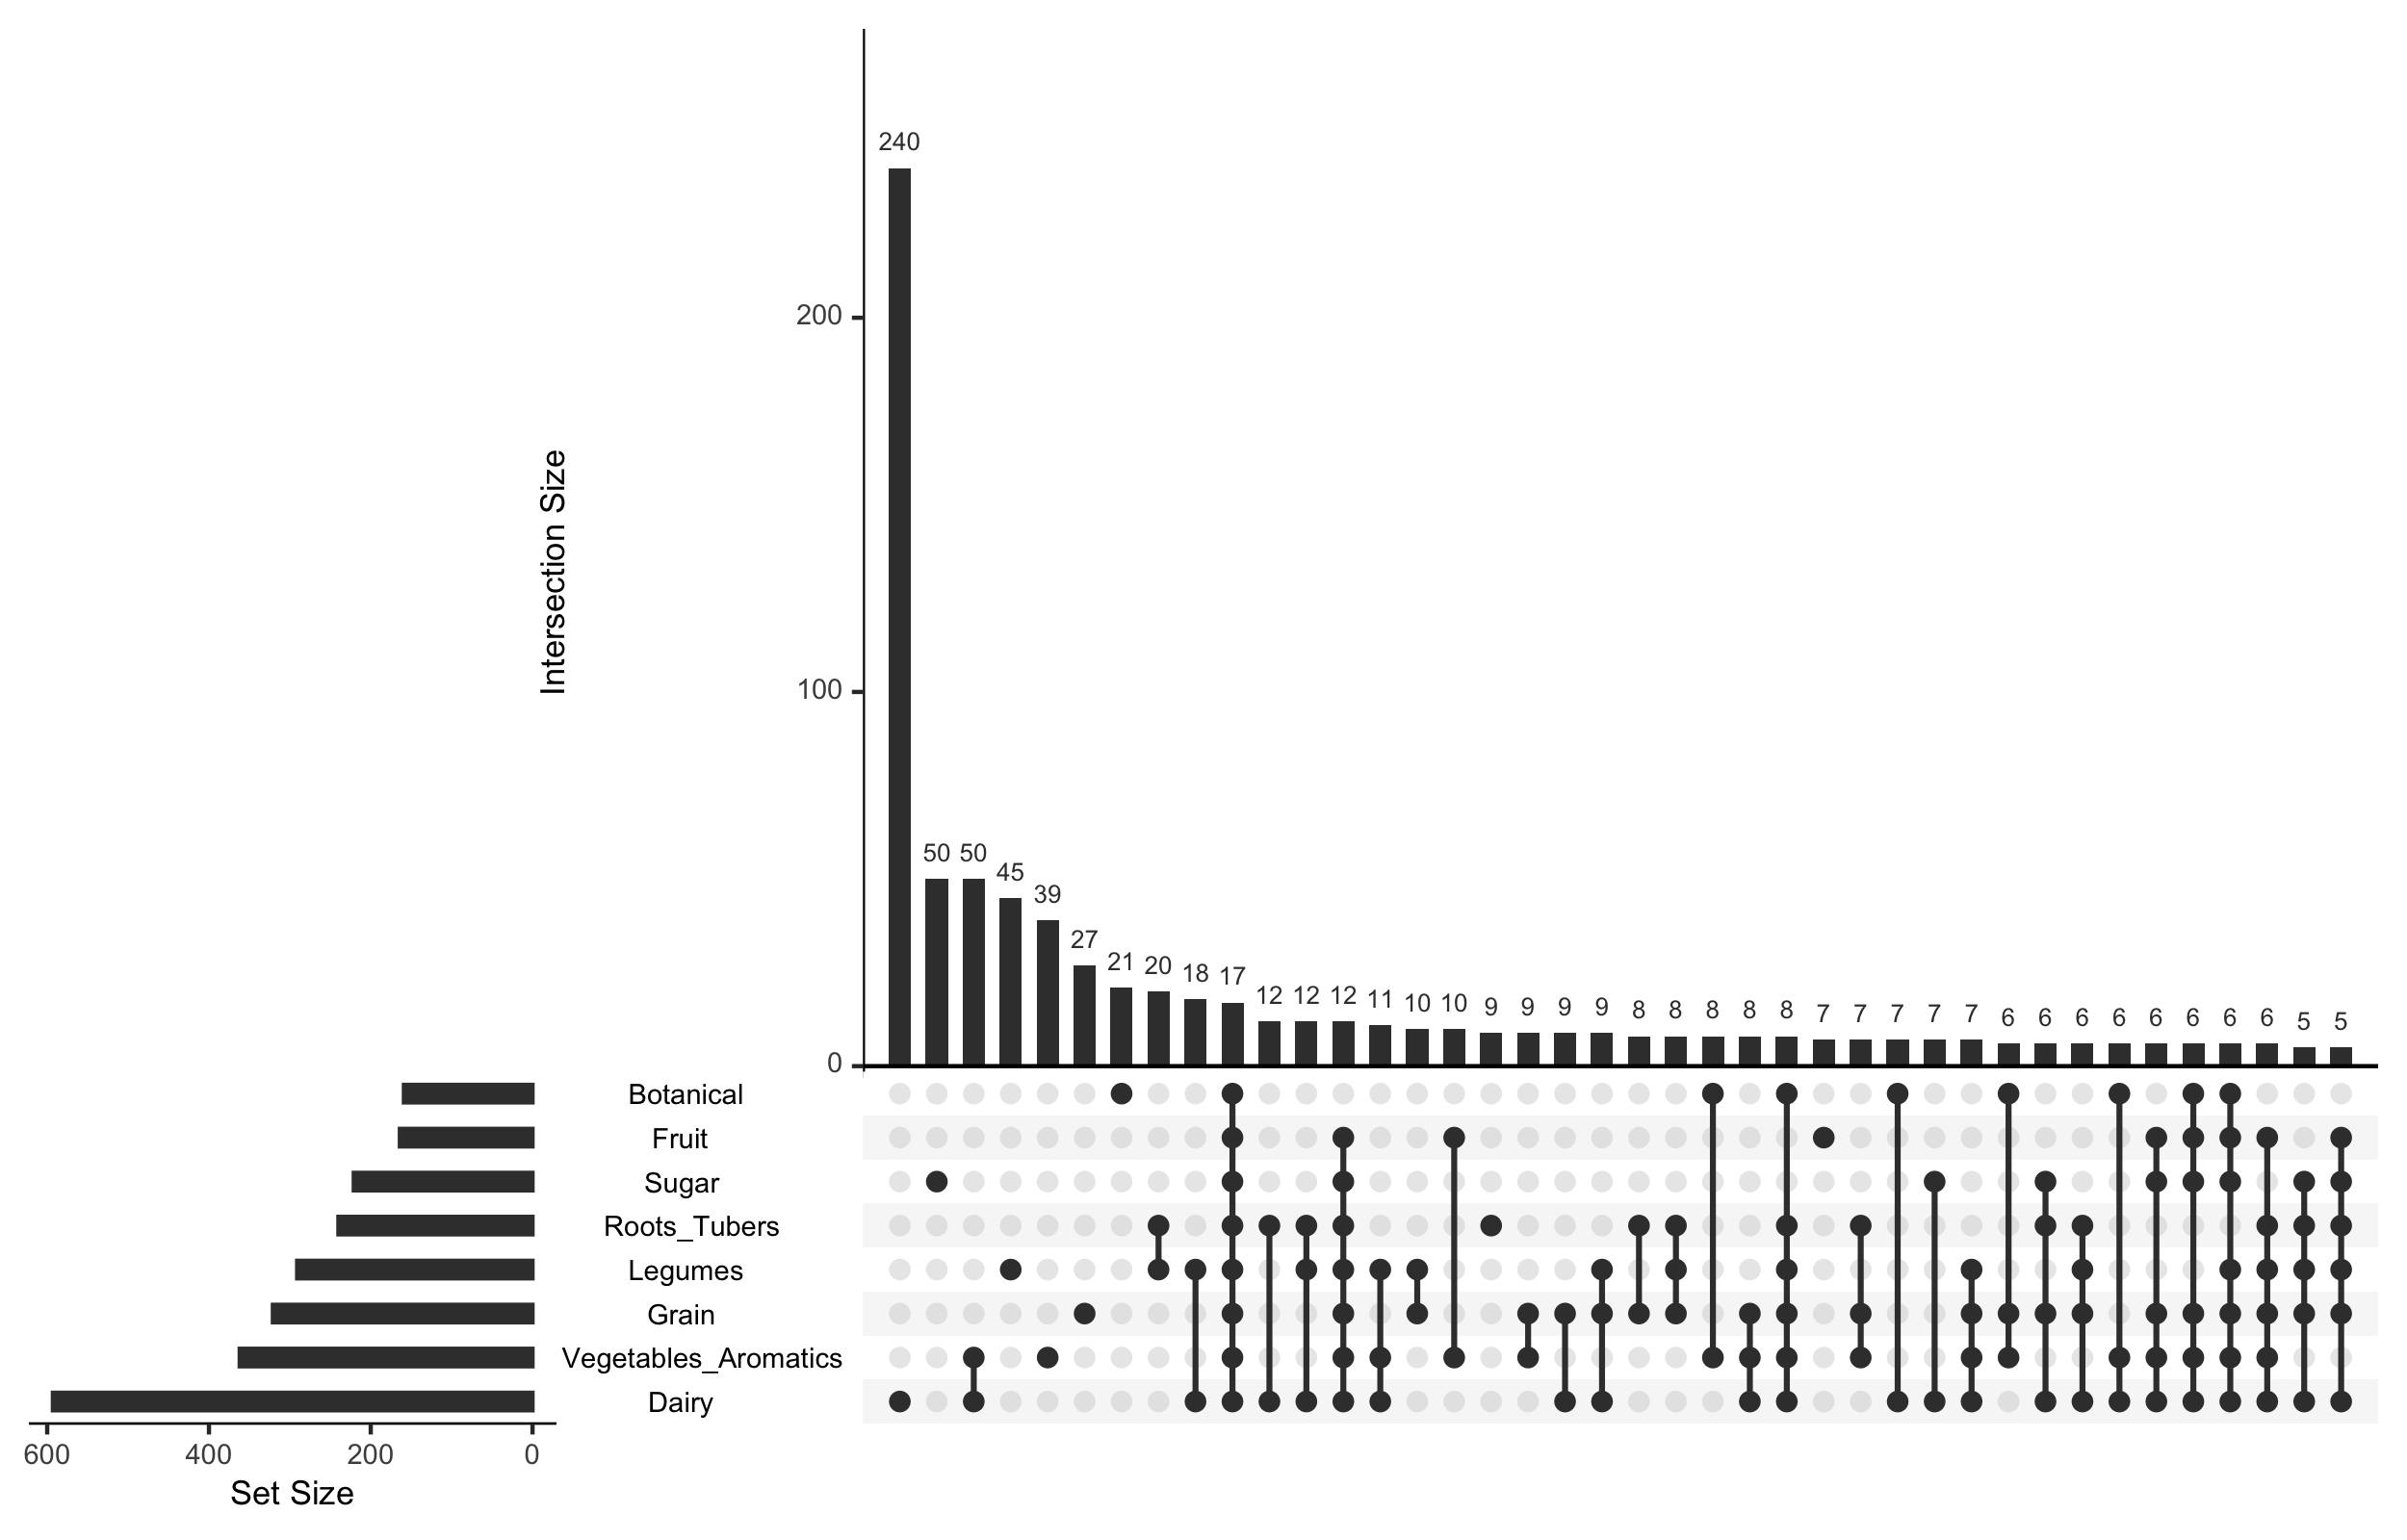 240
200
Intersection Size
50 50
45
39
27
21 20 18 17
12 12 12 11 10 10 9 9 9 9 8 8 8 8 8 7 7 7 7 7 6 6 6 6 6 6 6 6 5 5
100
0
Botanical
Fruit
Sugar
Roots_Tubers
Legumes
Grain
Vegetables_Aromatics
Dairy
600 400 200 0
Set Size